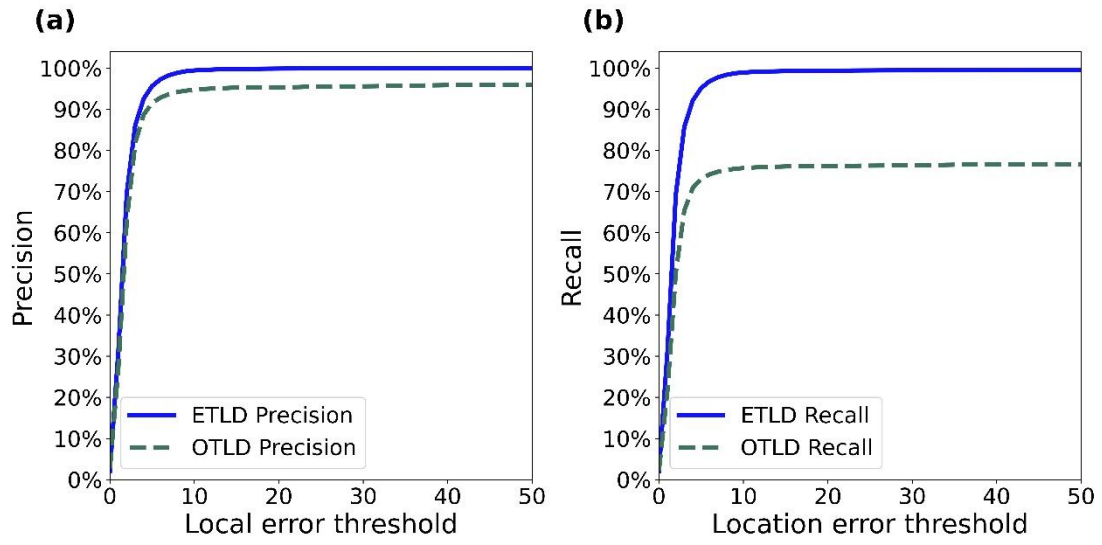 (a)
100%
90%
80%
70%
60%
50%
40%
30%
20%
10%
0%
Precision
ETLD Precision
OTLD Precision
0 10 20 30 40 50
Local error threshold
(b)
100%
90%
80%
70%
60%
50%
40%
30%
20%
10%
0%
Recall
ETLD Recall
OTLD Recall
0 10 20 30 40 50
Location error threshold